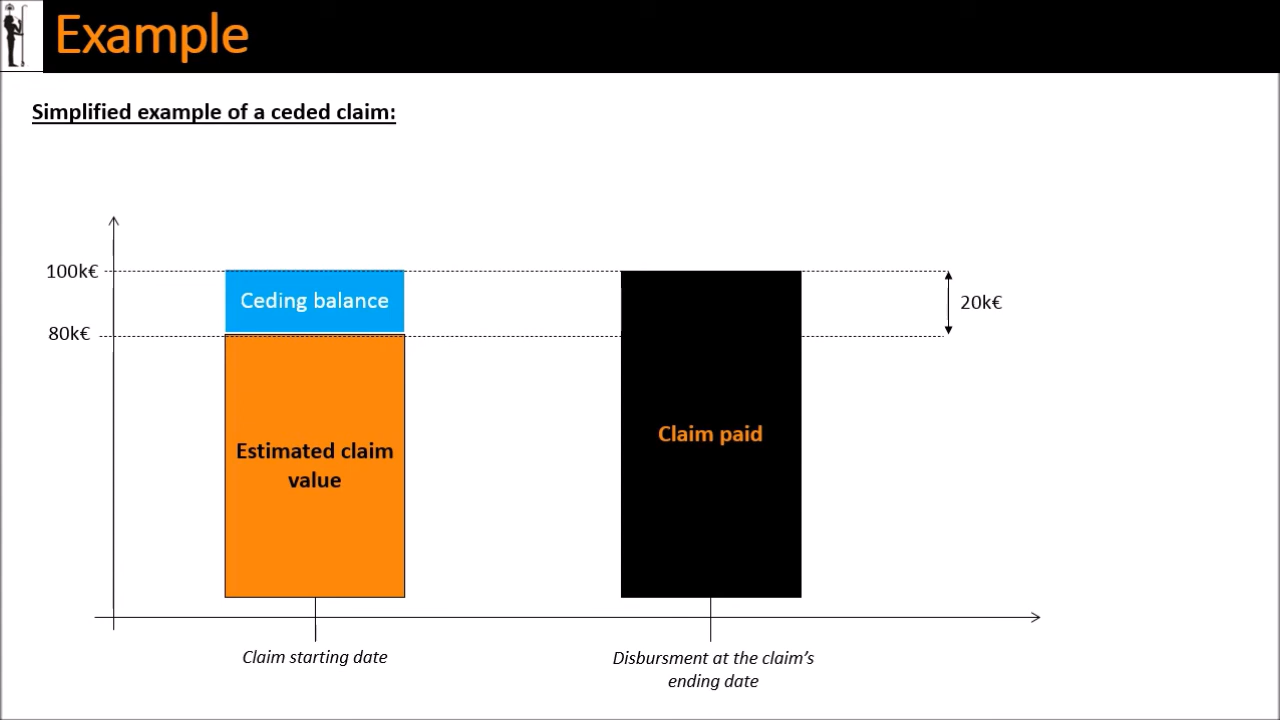 Example
Simplified example of a ceded claim:
100k€
Ceding balance
20k€
80k€
Estimated claim
value
Claim paid
Claim starting date
Disbursment at the claim's
ending date